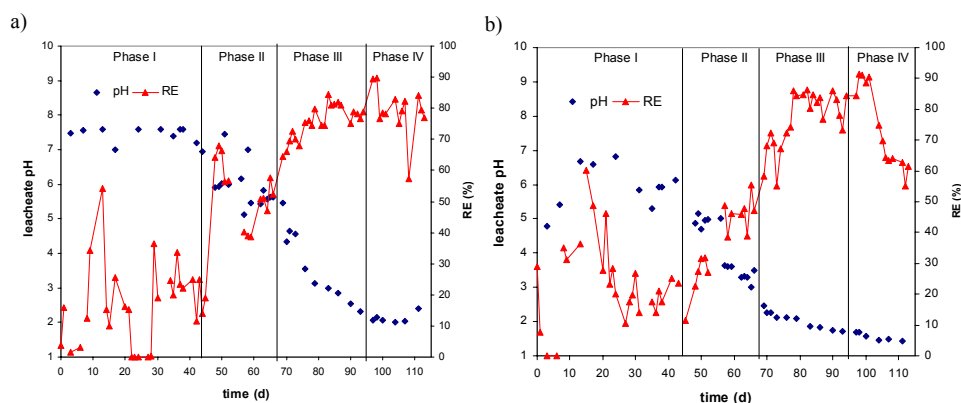 a)
Phase I
Phase II
Phase III
Phase IV
pH
RE
10
9
8
7
6
5
4
3
2
1
100
90
80
70
60
50
40
30
20
10
0
0 10 20 30 40 50 60 70 80 90 100 110
leacheate pH
RE (%)
time (d)
b)
Phase I
Phase II
Phase III
Phase IV
pH
RE
10
9
8
7
6
5
4
3
2
1
100
90
80
70
60
50
40
30
20
10
0
0 10 20 30 40 50 60 70 80 90 100 110
leacheate pH
RE (%)
time (d)